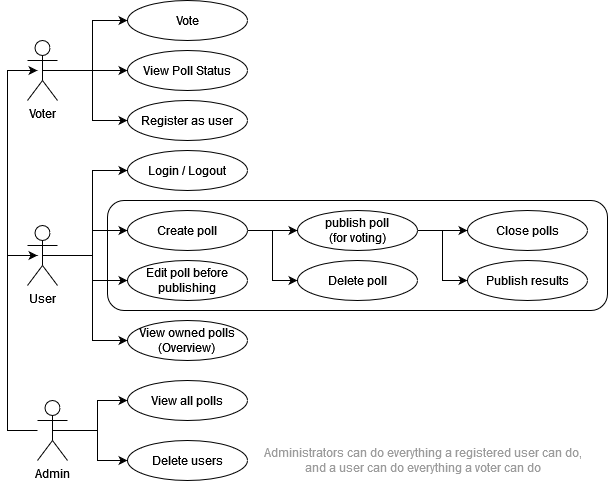 Vote
View Poll Status
Voter
Register as user
Login / Logout
Create poll
publish poll
(for voting)
Close polls
User
Edit poll before
publishing
Delete poll
Publish results
View owned polls
(Overview)
View all polls
Admin
Delete users
Administrators can do everything a registered user can do,
and a user can do everything a voter can do